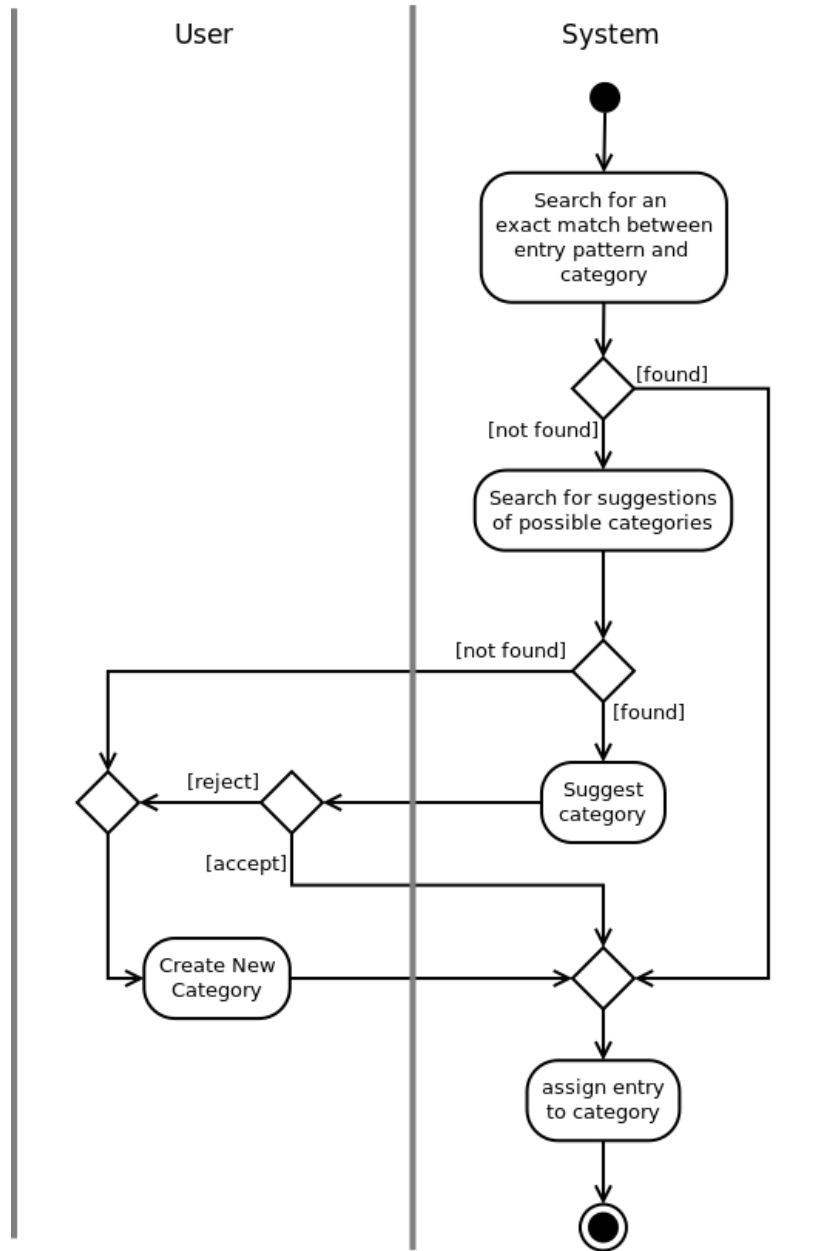 User
System
Search for an
exact match between
entry pattern and
category
[found]
[not found]
Search for suggestions
of possible categories
[not found]
[found]
[reject]
Suggest
category
[accept]
Create New
Category
assign entry
to category